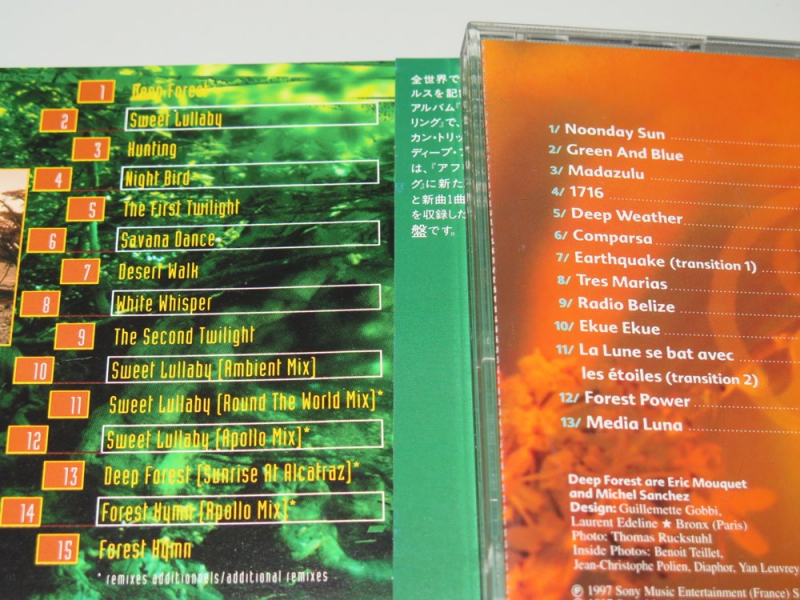 1 Deep Forest
2 Sweet Lullaby
3 Hunting
4 Night Bird
5 The First Twilight
6 Savana Dance
7 Desert Walk
8 White Whisper
9 The Second Twilight
10 Sweet Lullaby (Ambient Mix)
11 Sweet Lullaby (Round The World Mix)*
12 Sweet Lullaby (Apollo Mix)*
13 Deep Forest (Sunrise At Alcatraz)*
14 Forest Hymn (Apollo Mix)*
15 Forest Hymn
* remixes additionnels/additional remixes
全世界で
ルスを記
アルバム『
リング』で、
カン・トリッ
ディープ・フ
は、『アフ
グ』に新た
と新曲1曲
を収録した
盤です。
1/ Noonday Sun
2/ Green And Blue
3/ Madazulu
4/ 1716
5/ Deep Weather
6/ Comparsa
7/ Earthquake (transition 1)
8/ Tres Marias
9/ Radio Belize
10/ Ekue Ekue
11/ La Lune se bat avec
les étoiles (transition 2)
12/ Forest Power
13/ Media Luna
Deep Forest are Eric Mouquet
and Michel Sanchez
Design: Guillemette Gobbi,
Laurent Edeline ★ Bronx (Paris)
Photo: Thomas Ruckstuhl
Inside Photos: Benoit Teillet,
Jean-Christophe Polien, Diaphor, Yan Leuvrey
℗ 1997 Sony Music Entertainment (France) S